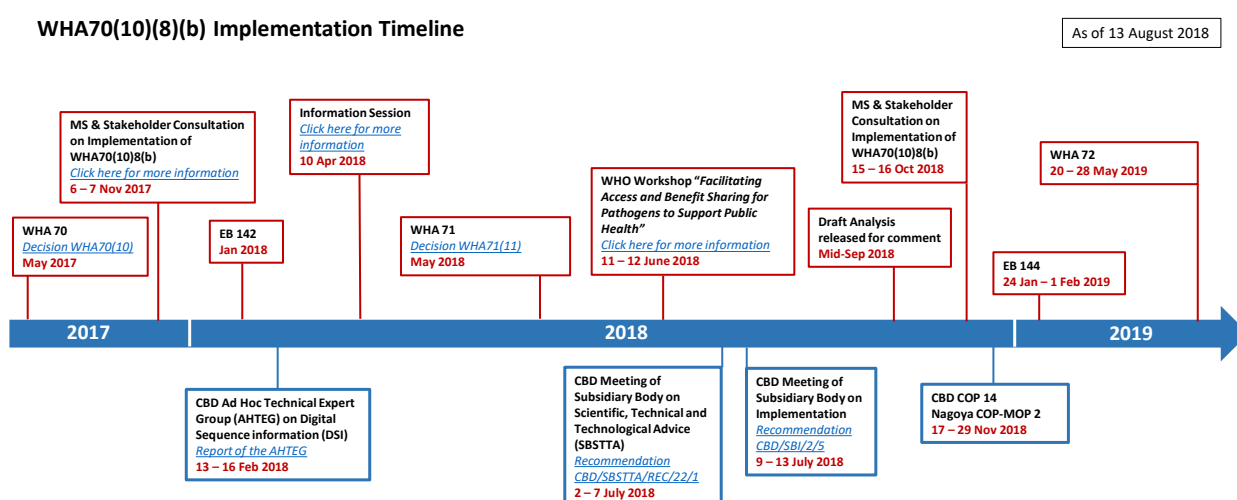 WHA70(10)(8)(b) Implementation Timeline
As of 13 August 2018
MS & Stakeholder Consultation
on Implementation of
WHA70(10)8(b)
Click here for more information
6 – 7 Nov 2017
Information Session
Click here for more
information
10 Apr 2018
MS & Stakeholder
Consultation on
Implementation of
WHA70(10)8(b)
15 – 16 Oct 2018
WHA 72
20 – 28 May 2019
WHA 70
Decision WHA70(10)
May 2017
EB 142
Jan 2018
WHA 71
Decision WHA71(11)
May 2018
WHO Workshop “Facilitating
Access and Benefit Sharing for
Pathogens to Support Public
Health”
Click here for more information
11 – 12 June 2018
Draft Analysis
released for comment
Mid-Sep 2018
EB 144
24 Jan – 1 Feb 2019
2017
2018
2019
CBD Ad Hoc Technical Expert
Group (AHTEG) on Digital
Sequence information (DSI)
Report of the AHTEG
13 – 16 Feb 2018
CBD Meeting of
Subsidiary Body on
Scientific, Technical and
Technological Advice
(SBSTTA)
Recommendation
CBD/SBSTTA/REC/22/1
2 – 7 July 2018
CBD Meeting of
Subsidiary Body on
Implementation
Recommendation
CBD/SBI/2/5
9 – 13 July 2018
CBD COP 14
Nagoya COP-MOP 2
17 – 29 Nov 2018